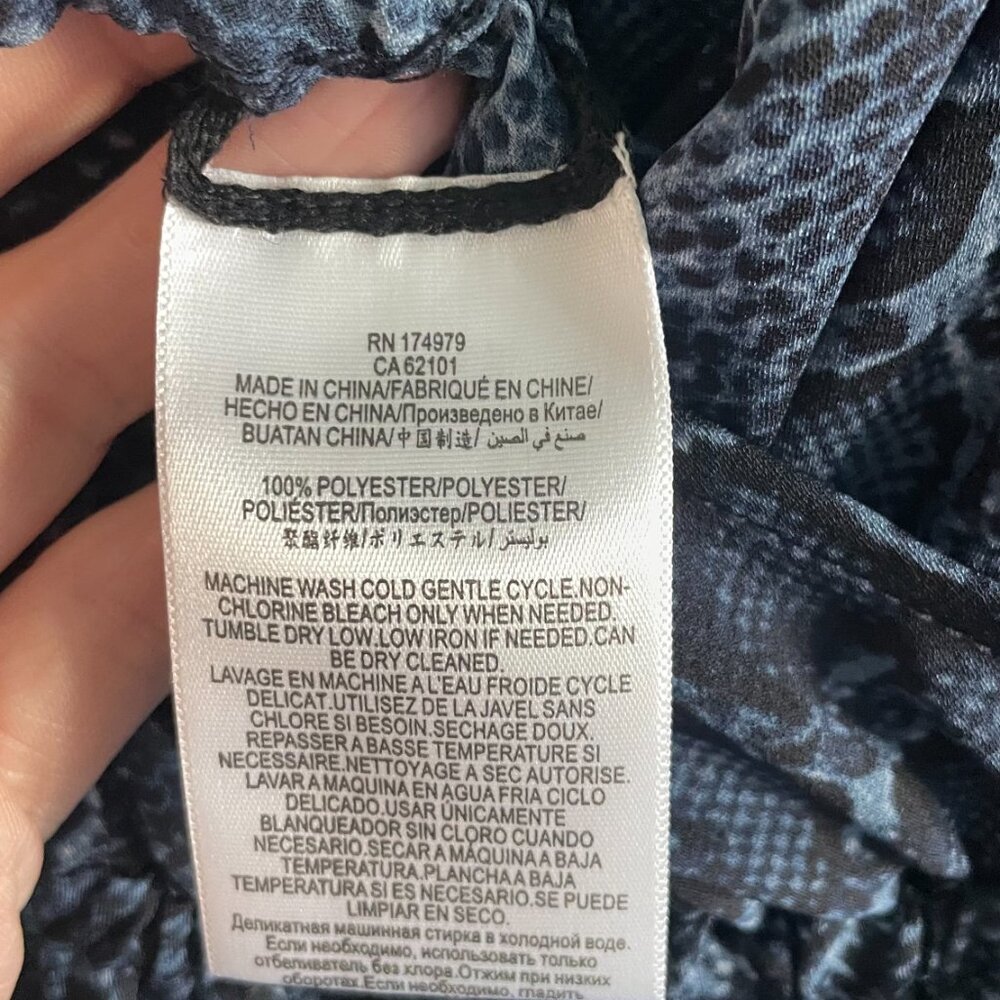 RN 174979
CA 62101
MADE IN CHINA/FABRIQUÉ EN CHINE/
HECHO EN CHINA/Произведено в Китае/
BUATAN CHINA/中国制造/ صنع في الصين
100% POLYESTER/POLYESTER/
POLIÉSTER/Полиэстер/POLIESTER/
聚酯纤维/ポリエステル/ بوليستر
MACHINE WASH COLD GENTLE CYCLE.NON-
CHLORINE BLEACH ONLY WHEN NEEDED.
TUMBLE DRY LOW.LOW IRON IF NEEDED.CAN
BE DRY CLEANED.
LAVAGE EN MACHINE A L'EAU FROIDE CYCLE
DELICAT.UTILISEZ DE LA JAVEL SANS
CHLORE SI BESOIN.SECHAGE DOUX.
REPASSER A BASSE TEMPERATURE SI
NECESSAIRE.NETTOYAGE A SEC AUTORISE.
LAVAR A MAQUINA EN AGUA FRIA CICLO
DELICADO.USAR ÚNICAMENTE
BLANQUEADOR SIN CLORO CUANDO
NECESARIO.SECAR A MÁQUINA A BAJA
TEMPERATURA.PLANCHA A BAJA
TEMPERATURA SI ES NECESARIO.SE PUEDE
LIMPIAR EN SECO.
Деликатная машинная стирка в холодной воде.
Если необходимо, использовать только
отбеливатель без хлора.Отжим при низких
оборотах.Если необходимо, гладить